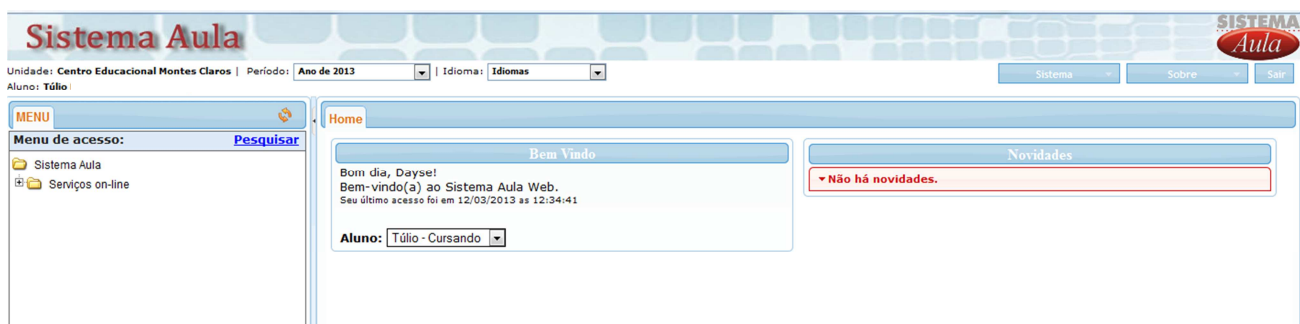 Sistema Aula
SISTEMA
Aula
Unidade: Centro Educacional Montes Claros | Período: Ano de 2013 | Idioma: Idiomas
Sistema Sobre Sair
Aluno: Túlio
MENU
Home
Menu de acesso: Pesquisar
Sistema Aula
Serviços on-line
Bem Vindo
Bom dia, Dayse!
Bem-vindo(a) ao Sistema Aula Web.
Seu último acesso foi em 12/03/2013 as 12:34:41
Aluno: Túlio - Cursando
Novidades
Não há novidades.